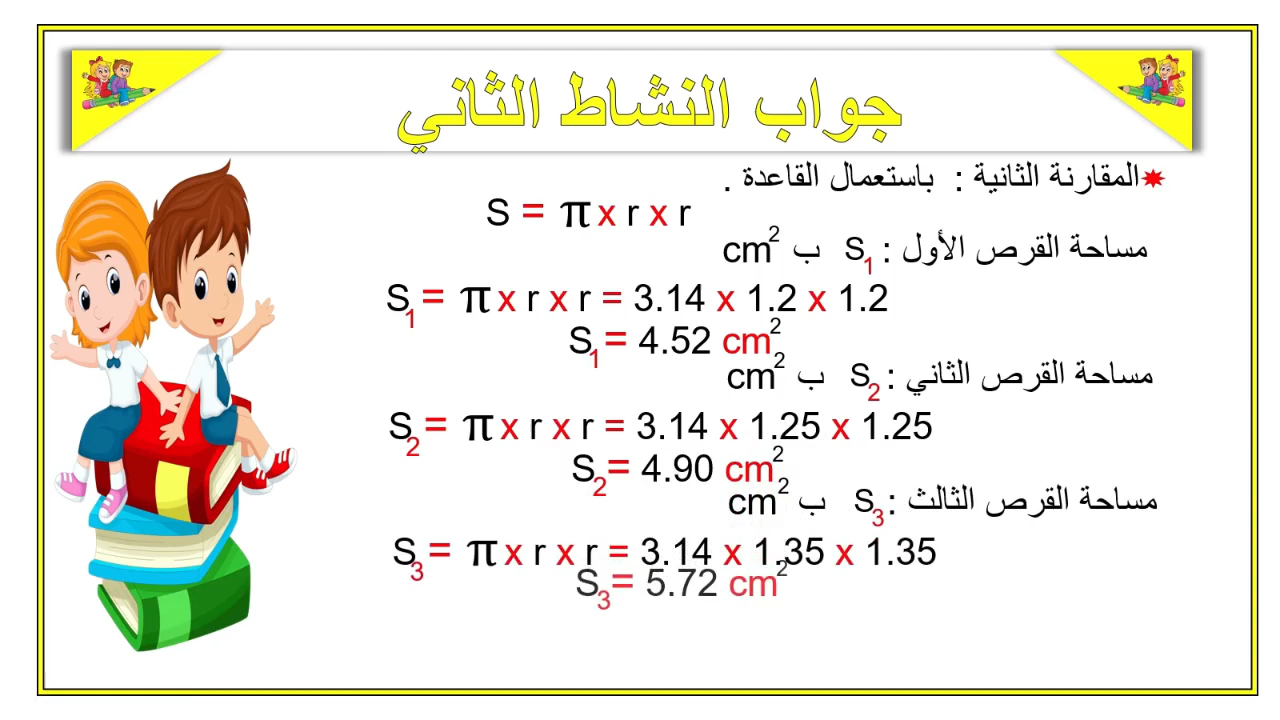 جواب النشاط الثاني
المقارنة الثانية : باستعمال القاعدة .
S = π x r x r
مساحة القرص الأول : S₁ ب cm²
S₁ = π x r x r = 3.14 x 1.2 x 1.2
S₁ = 4.52 cm²
مساحة القرص الثاني : S₂ ب cm²
S₂ = π x r x r = 3.14 x 1.25 x 1.25
S₂ = 4.90 cm²
مساحة القرص الثالث : S₃ ب cm²
S₃ = π x r x r = 3.14 x 1.35 x 1.35
S₃ = 5.72 cm²